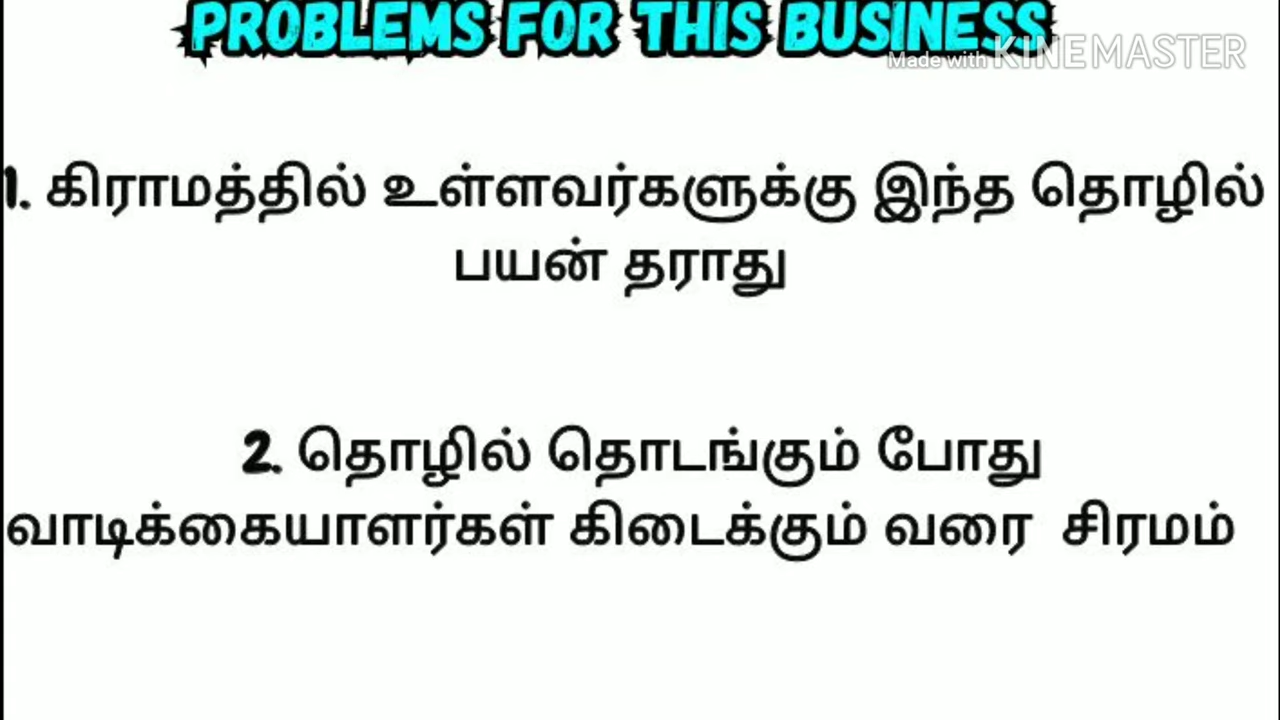 PROBLEMS FOR THIS BUSINESS
Made with KINEMASTER
1. கிராமத்தில் உள்ளவர்களுக்கு இந்த தொழில்
பயன் தராது
2. தொழில் தொடங்கும் போது
வாடிக்கையாளர்கள் கிடைக்கும் வரை சிரமம்